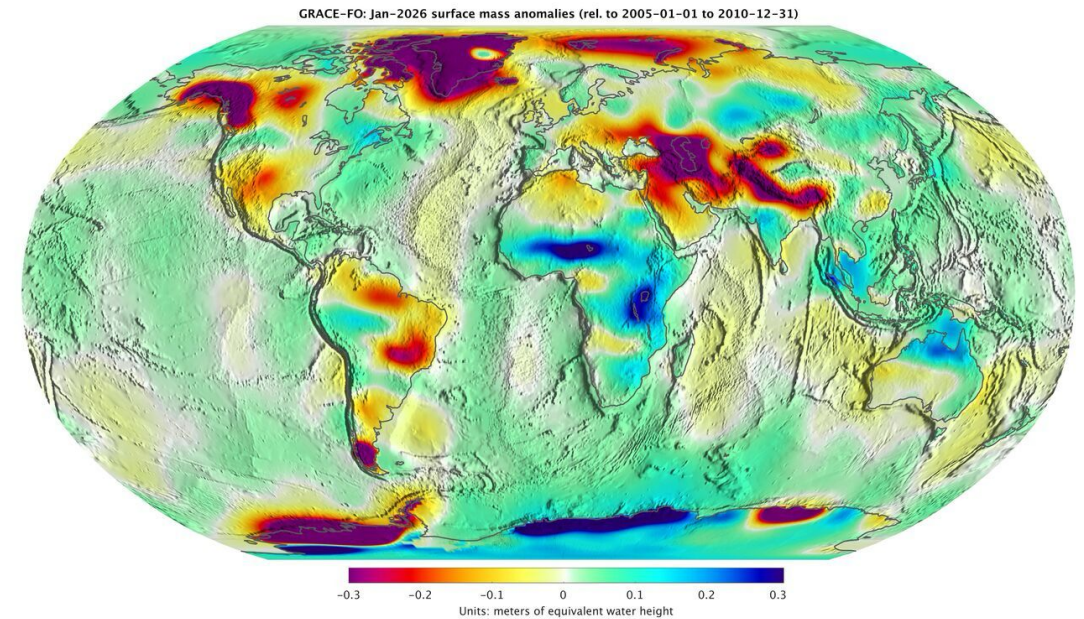 GRACE-FO: Jan-2026 surface mass anomalies (rel. to 2005-01-01 to 2010-12-31)
-0.3 -0.2 -0.1 0 0.1 0.2 0.3
Units: meters of equivalent water height